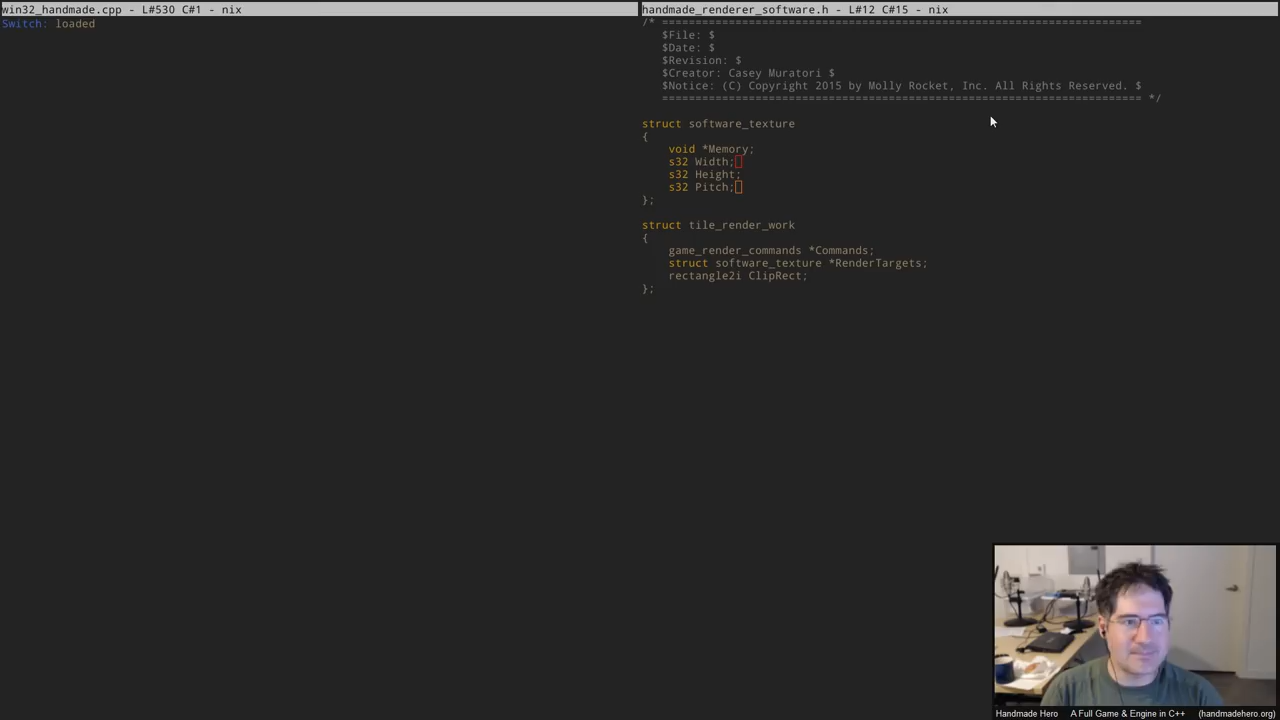 win32_handmade.cpp - L#530 C#1 - nix
Switch: loaded
handmade_renderer_software.h - L#12 C#15 - nix
/* ========================================================================
   $File: $
   $Date: $
   $Revision: $
   $Creator: Casey Muratori $
   $Notice: (C) Copyright 2015 by Molly Rocket, Inc. All Rights Reserved. $
   ======================================================================== */
struct software_texture
{
    void *Memory;
    s32 Width;
    s32 Height;
    s32 Pitch;
};
struct tile_render_work
{
    game_render_commands *Commands;
    struct software_texture *RenderTargets;
    rectangle2i ClipRect;
};
Handmade Hero A Full Game & Engine in C++ (handmadehero.org)